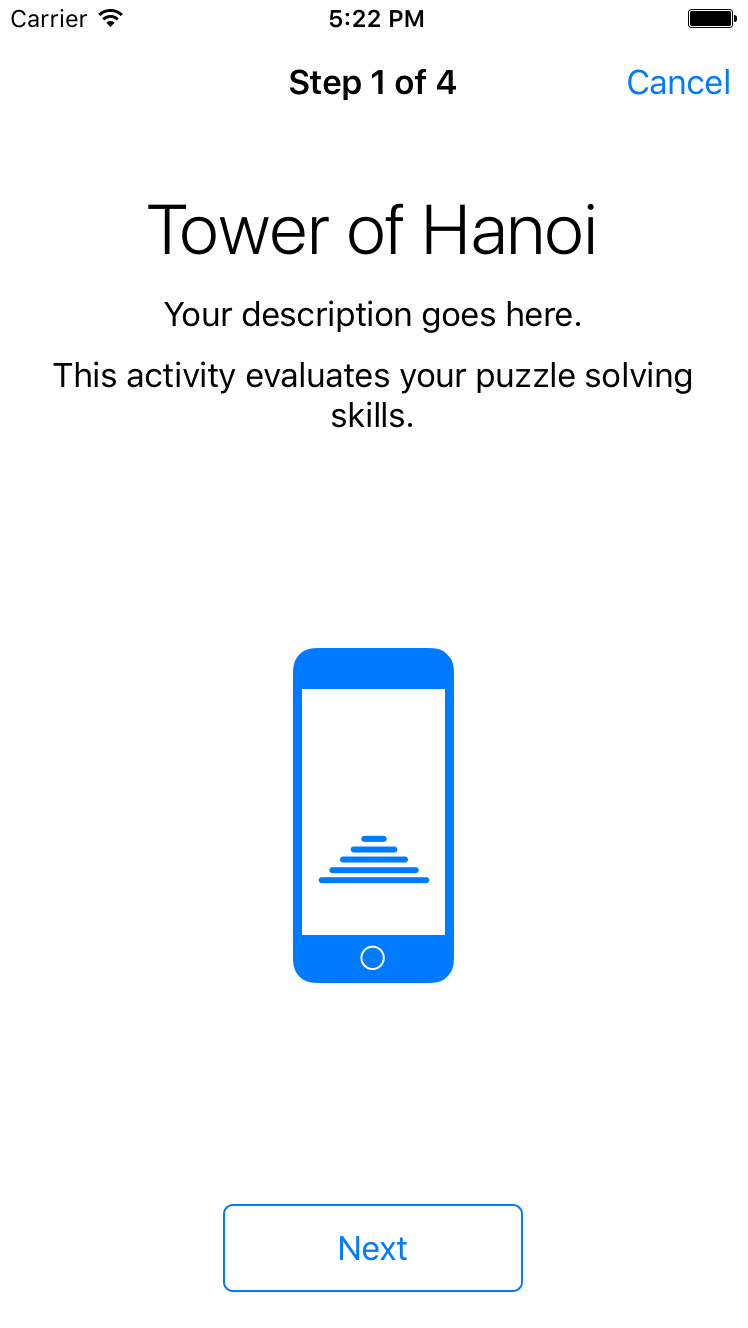 Carrier 5:22 PM
Step 1 of 4 Cancel
Tower of Hanoi
Your description goes here.
This activity evaluates your puzzle solving
skills.
Next